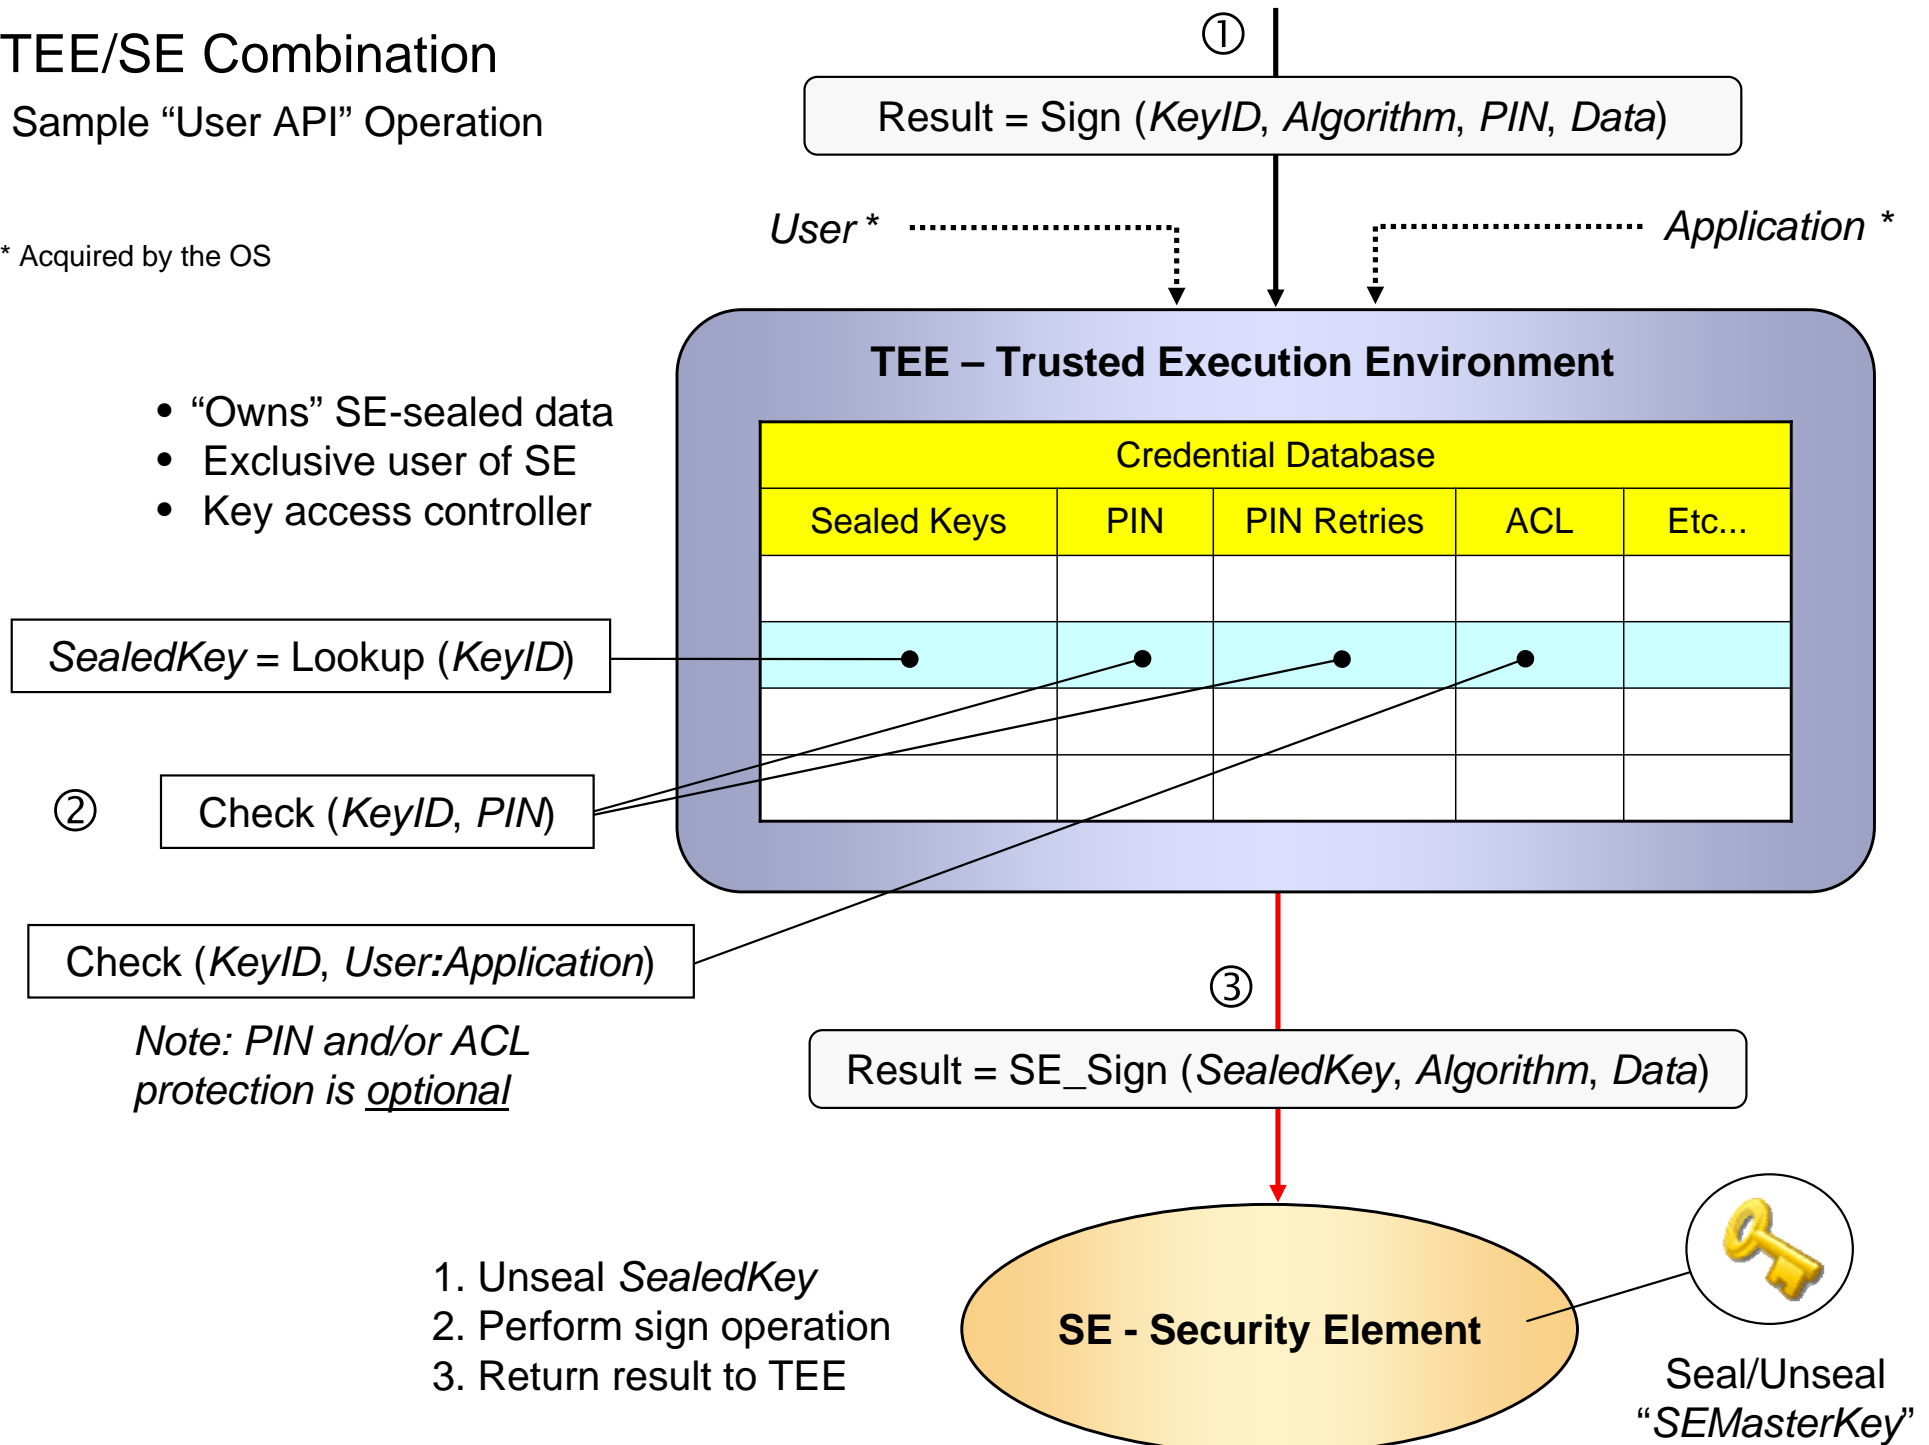 TEE/SE Combination
Sample “User API” Operation
* Acquired by the OS
①
Result = Sign (KeyID, Algorithm, PIN, Data)
User *
Application *
TEE – Trusted Execution Environment
• “Owns” SE-sealed data
• Exclusive user of SE
• Key access controller
Credential Database
Sealed Keys PIN PIN Retries ACL Etc...
SealedKey = Lookup (KeyID)
②
Check (KeyID, PIN)
Check (KeyID, User:Application)
Note: PIN and/or ACL
protection is optional
③
Result = SE_Sign (SealedKey, Algorithm, Data)
1. Unseal SealedKey
2. Perform sign operation
3. Return result to TEE
SE - Security Element
Seal/Unseal
“SEMasterKey”